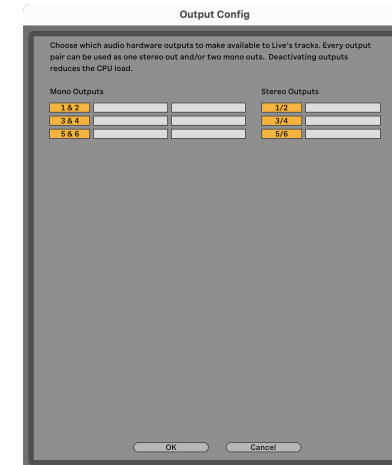 Output Config
Choose which audio hardware outputs to make available to Live's tracks. Every output
pair can be used as one stereo out and/or two mono outs. Deactivating outputs
reduces the CPU load.
Mono Outputs Stereo Outputs
1 & 2 1/2
3 & 4 3/4
5 & 6 5/6
OK Cancel